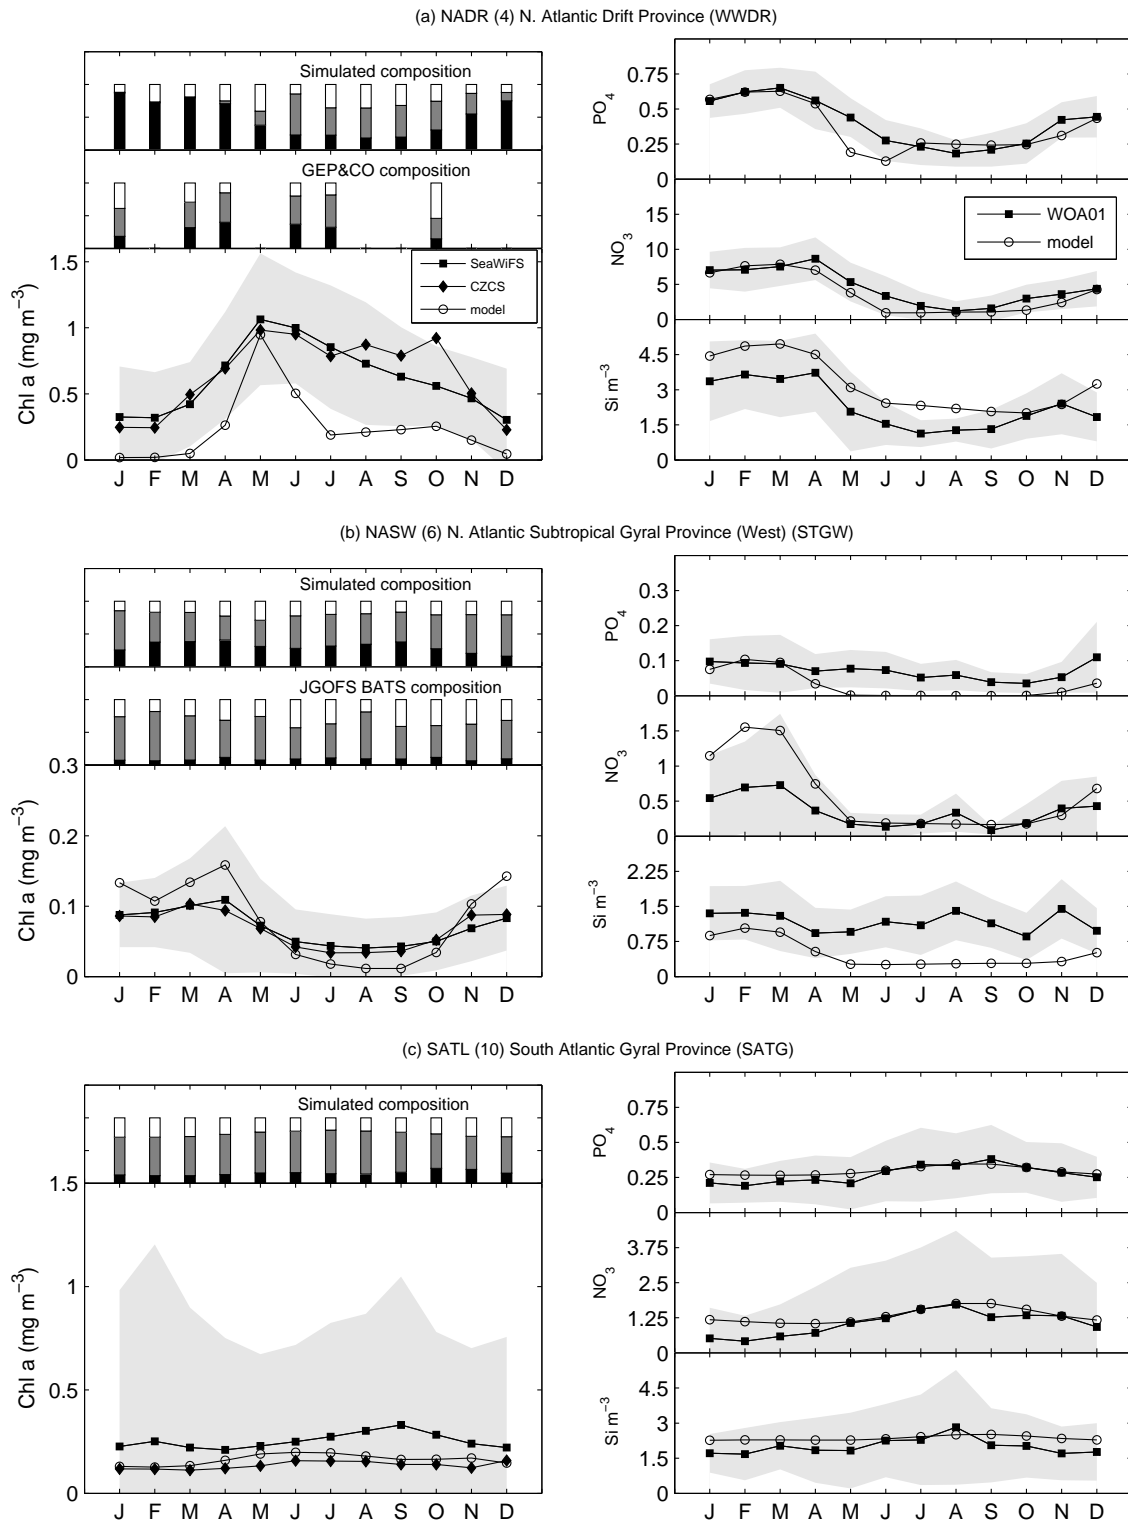 (a) NADR (4) N. Atlantic Drift Province (WWDR)
Simulated composition
GEP&CO composition
SeaWiFS
CZCS
model
1.5
1
0.5
0
Chl a (mg m−3)
J F M A M J J A S O N D
0.75
0.5
0.25
0
PO4
15
10
5
0
NO3
WOA01
model
4.5
3
1.5
0
Si m−3
J F M A M J J A S O N D
(b) NASW (6) N. Atlantic Subtropical Gyral Province (West) (STGW)
Simulated composition
JGOFS BATS composition
0.3
0.2
0.1
0
Chl a (mg m−3)
J F M A M J J A S O N D
0.3
0.2
0.1
0
PO4
1.5
1
0.5
0
NO3
2.25
1.5
0.75
0
Si m−3
J F M A M J J A S O N D
(c) SATL (10) South Atlantic Gyral Province (SATG)
Simulated composition
1.5
1
0.5
0
Chl a (mg m−3)
J F M A M J J A S O N D
0.75
0.5
0.25
0
PO4
3.75
2.5
1.25
0
NO3
4.5
3
1.5
0
Si m−3
J F M A M J J A S O N D